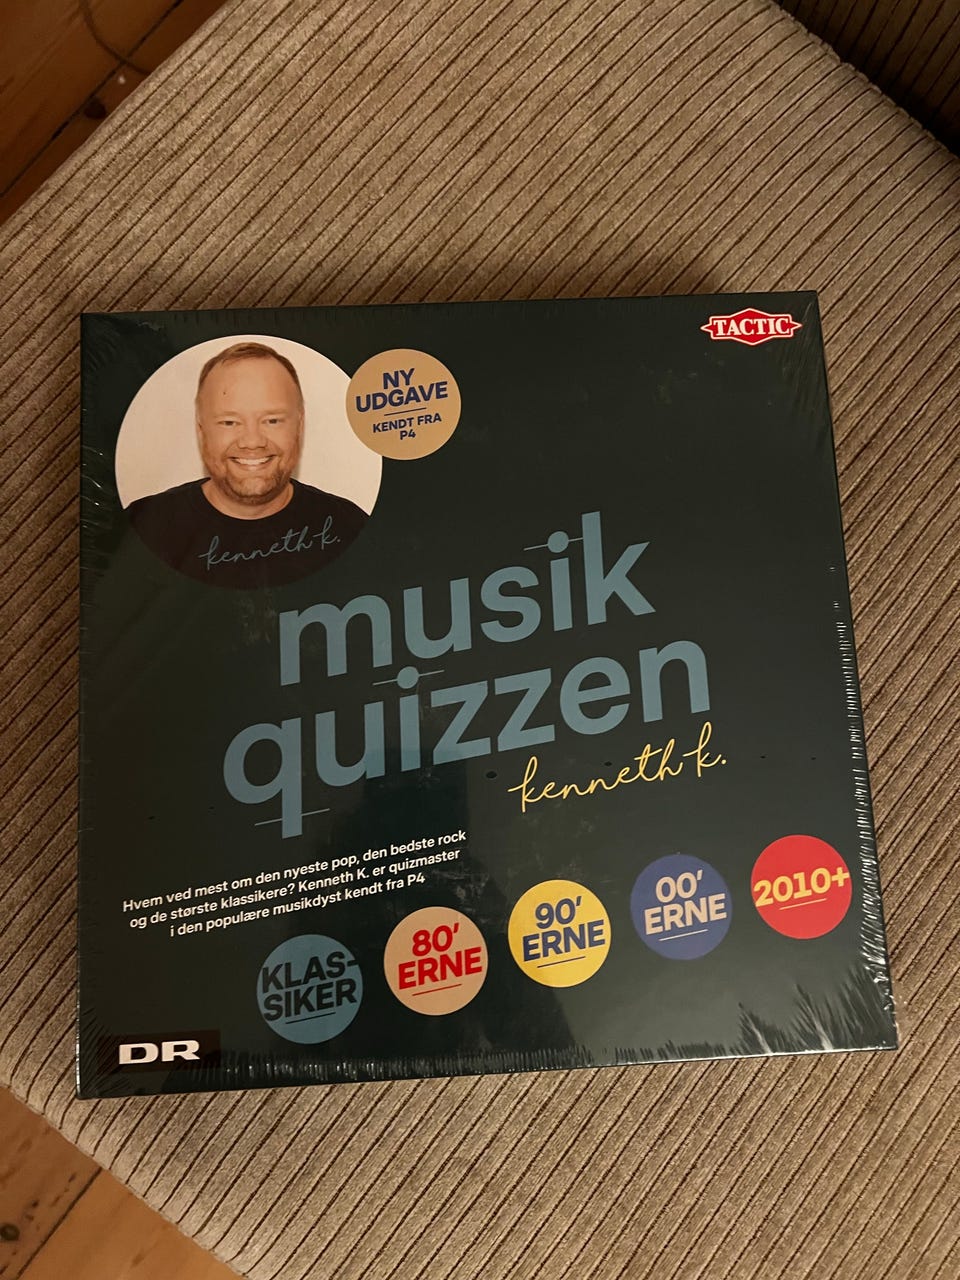 TACTIC
NY
UDGAVE
KENDT FRA
P4
kenneth k.
musik
quizzen
kenneth k.
Hvem ved mest om den nyeste pop, den bedste rock
og de største klassikere? Kenneth K. er quizmaster
i den populære musikdyst kendt fra P4
KLAS-
SIKER
80'
ERNE
90'
ERNE
00'
ERNE
2010+
DR